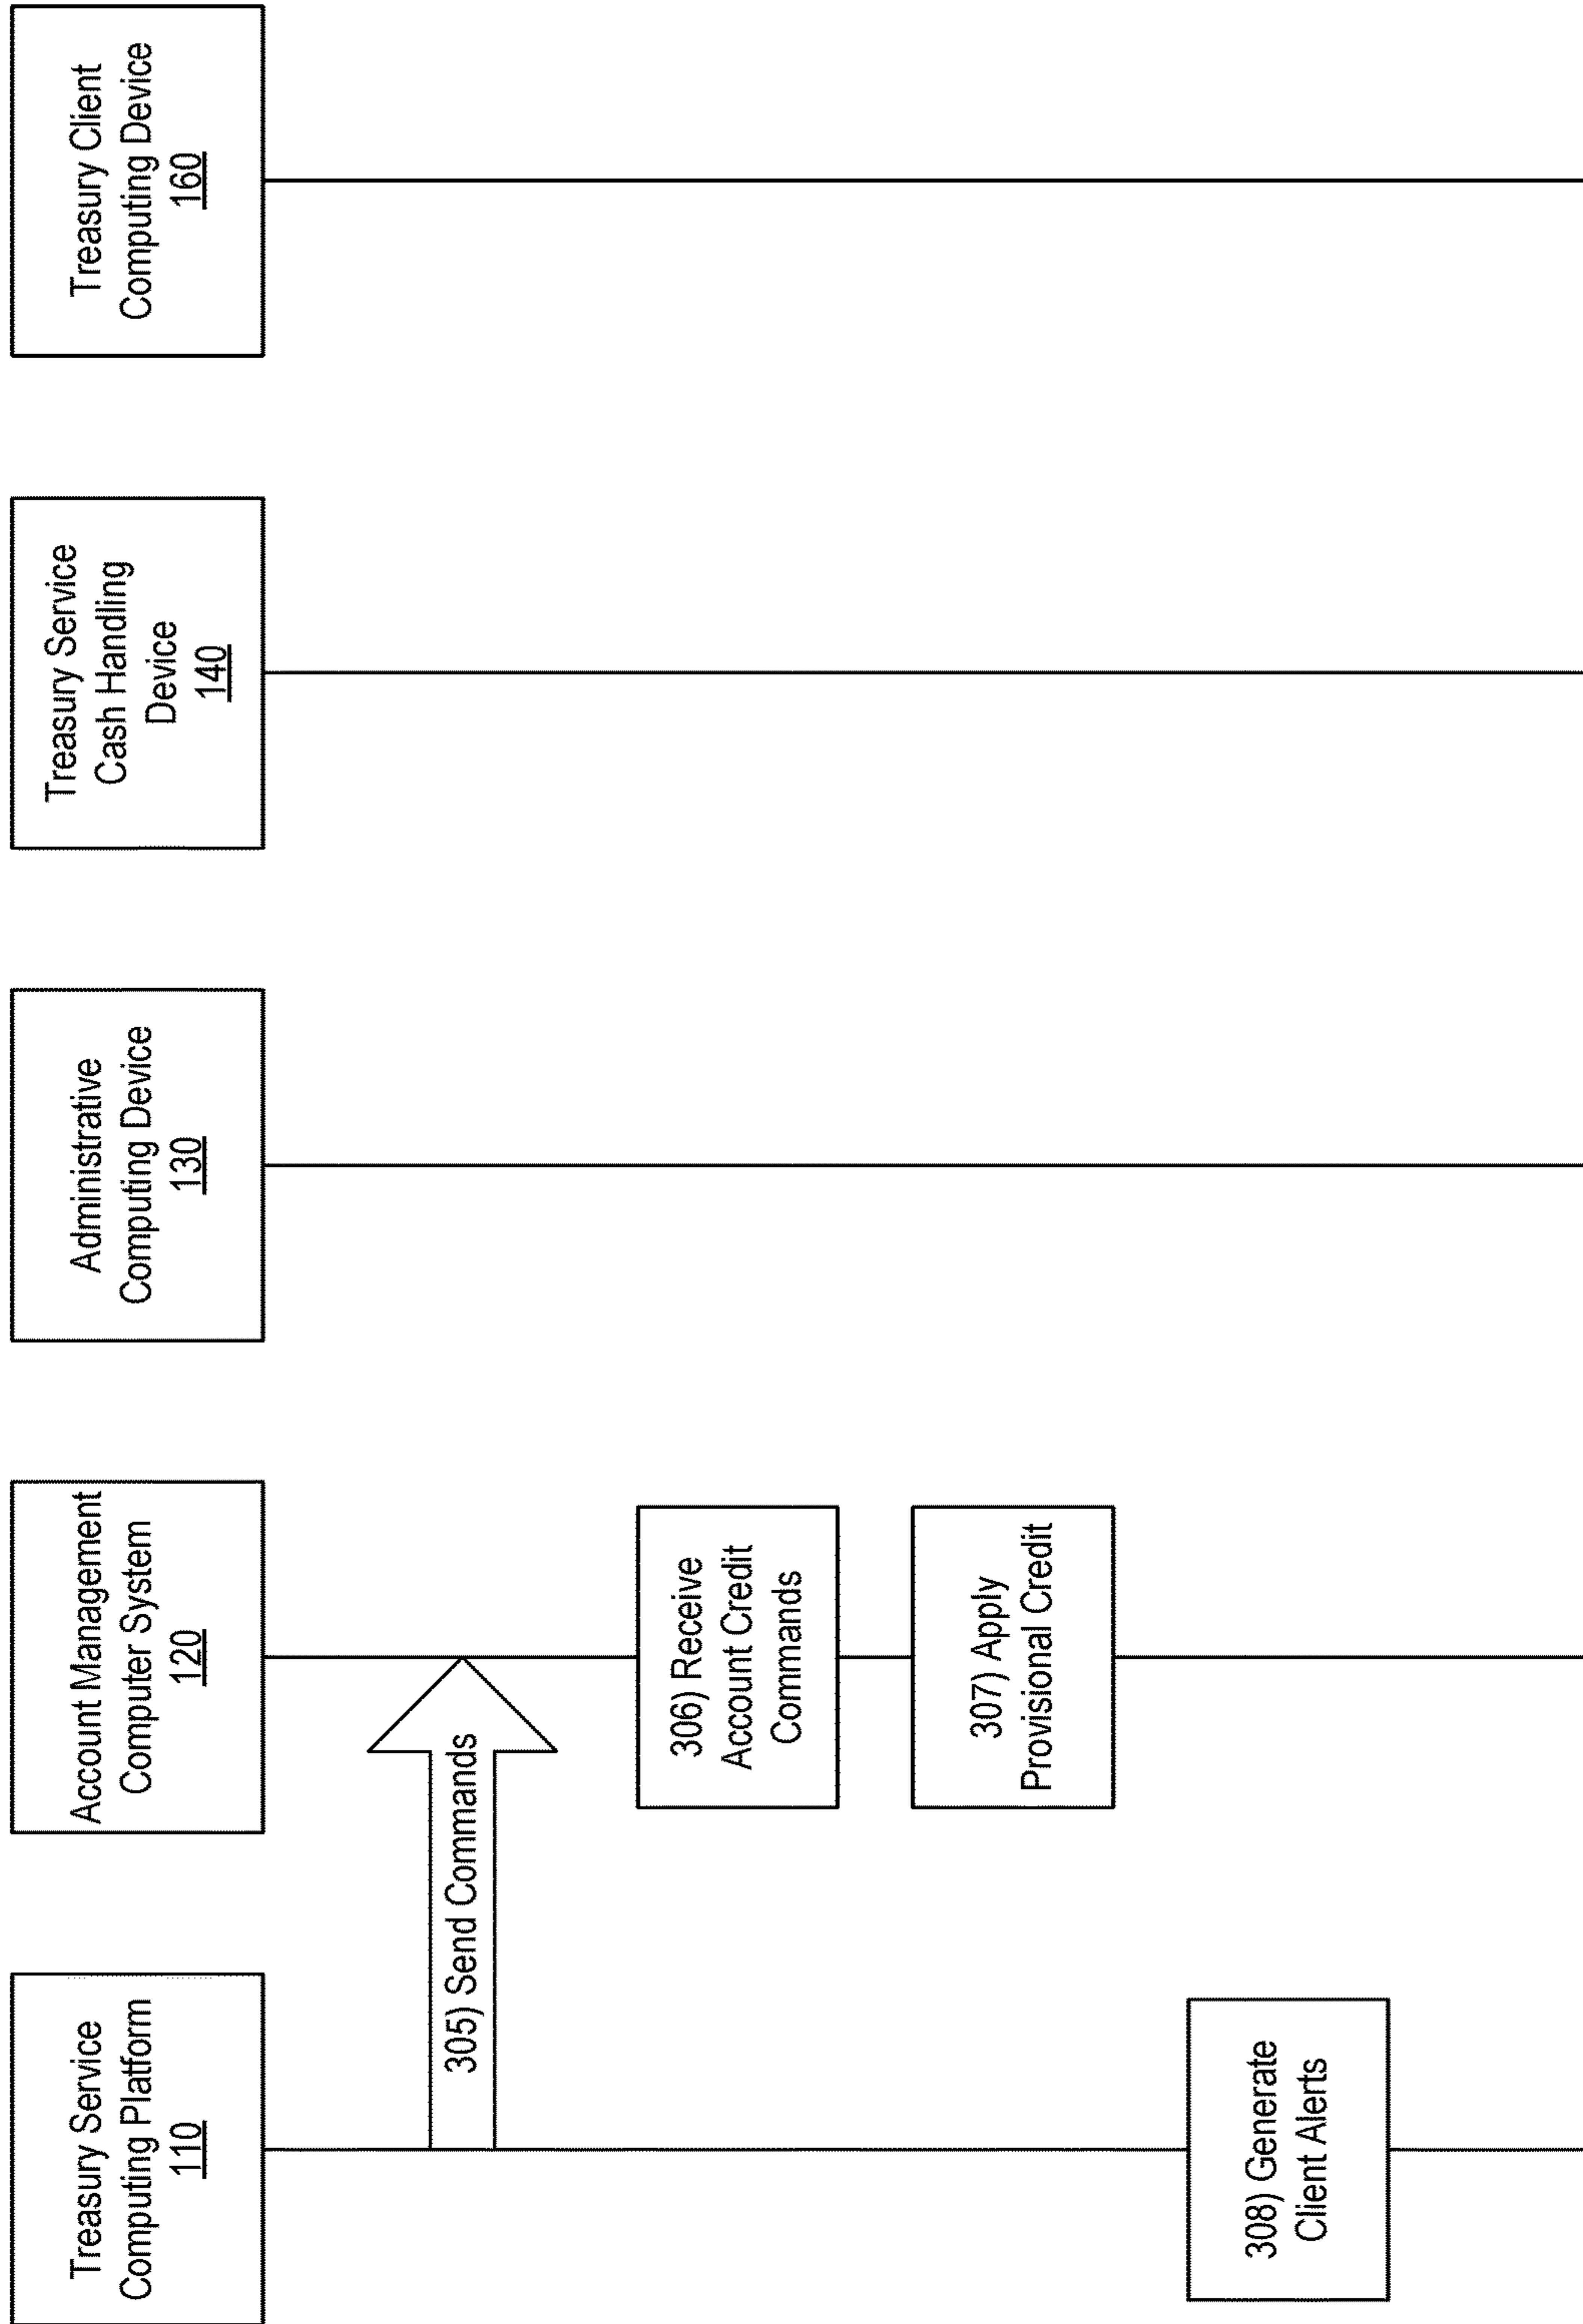 Treasury Service
Computing Platform
110
Account Management
Computer System
120
Administrative
Computing Device
130
Treasury Service
Cash Handling
Device
140
Treasury Client
Computing Device
160
305) Send Commands
306) Receive
Account Credit
Commands
307) Apply
Provisional Credit
308) Generate
Client Alerts